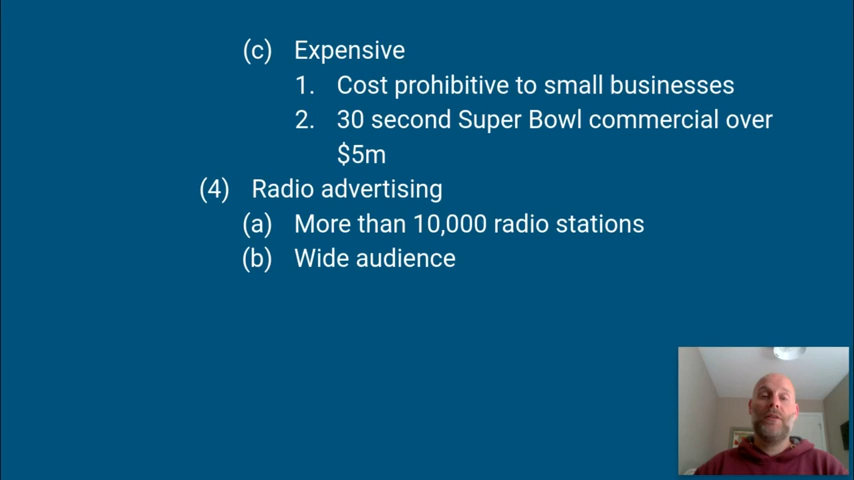 (c) Expensive
1. Cost prohibitive to small businesses
2. 30 second Super Bowl commercial over
$5m
(4) Radio advertising
(a) More than 10,000 radio stations
(b) Wide audience